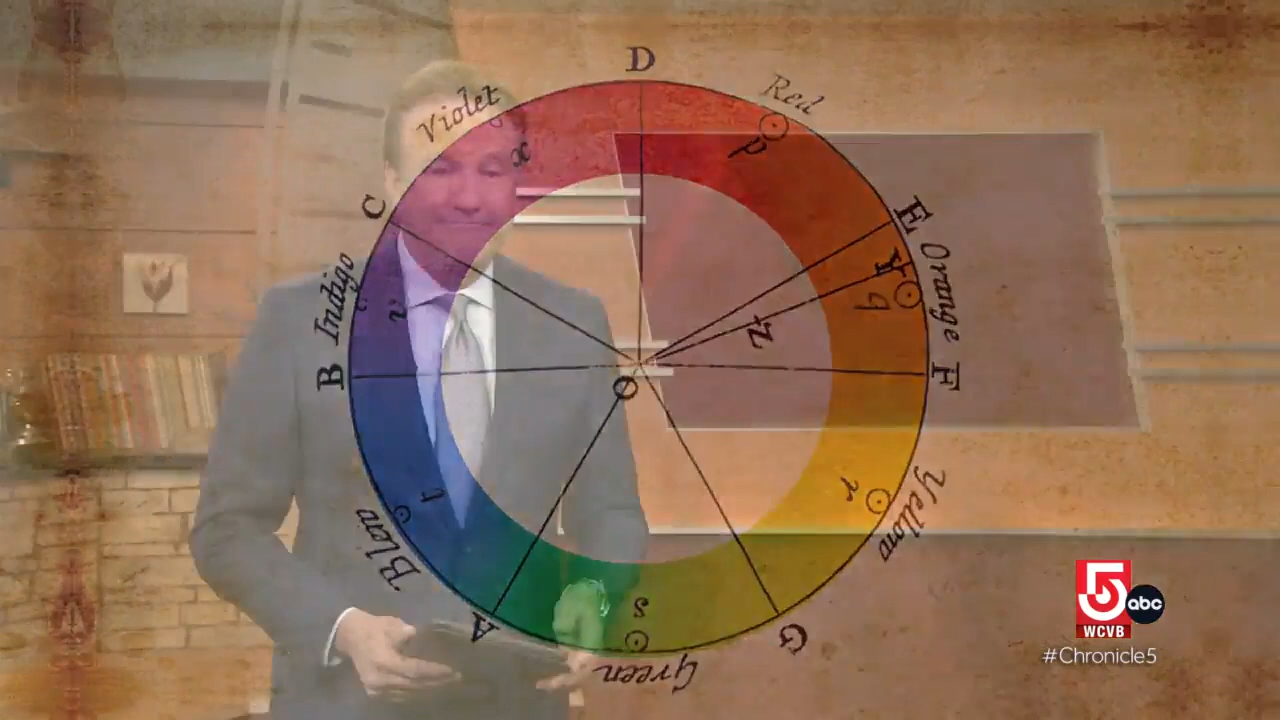 D
Red
p
E
Orange
Y
q
F
Z
Yellow
r
G
Green
s
A
Blew
t
B
Indigo
v
C
Violet
x
O
5
abc
WCVB
#Chronicle5